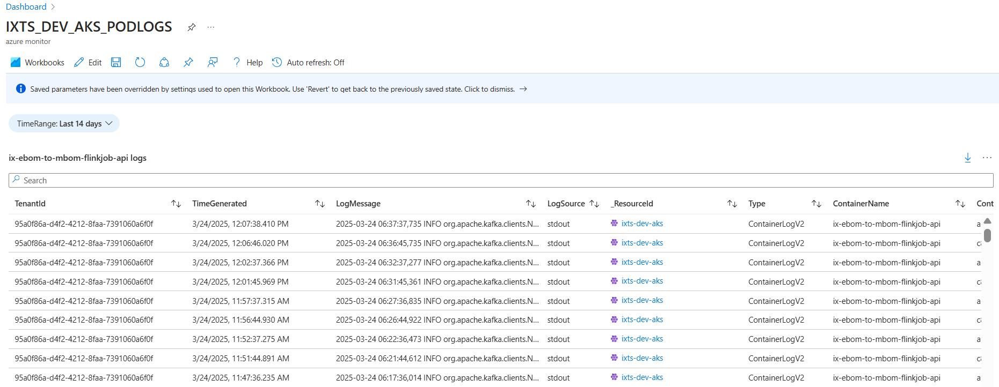 Dashboard
IXTS_DEV_AKS_PODLOGS
azure monitor
Workbooks Edit Help Auto refresh: Off
Saved parameters have been overridden by settings used to open this Workbook. Use 'Revert' to get back to the previously saved state. Click to dismiss. →
TimeRange: Last 14 days
ix-ebom-to-mbom-flinkjob-api logs
Search
TenantId TimeGenerated LogMessage LogSource _ResourceId Type ContainerName Cont
95a0f86a-d4f2-4212-8faa-7391060a6f0f 3/24/2025, 12:07:38.410 PM 2025-03-24 06:37:37,735 INFO org.apache.kafka.clients.N... stdout ixts-dev-aks ContainerLogV2 ix-ebom-to-mbom-flinkjob-api a
95a0f86a-d4f2-4212-8faa-7391060a6f0f 3/24/2025, 12:06:46.020 PM 2025-03-24 06:36:45,735 INFO org.apache.kafka.clients.N... stdout ixts-dev-aks ContainerLogV2 ix-ebom-to-mbom-flinkjob-api
95a0f86a-d4f2-4212-8faa-7391060a6f0f 3/24/2025, 12:02:37.366 PM 2025-03-24 06:32:37,277 INFO org.apache.kafka.clients.N... stdout ixts-dev-aks ContainerLogV2 ix-ebom-to-mbom-flinkjob-api a
95a0f86a-d4f2-4212-8faa-7391060a6f0f 3/24/2025, 12:01:45.969 PM 2025-03-24 06:31:45,361 INFO org.apache.kafka.clients.N... stdout ixts-dev-aks ContainerLogV2 ix-ebom-to-mbom-flinkjob-api
95a0f86a-d4f2-4212-8faa-7391060a6f0f 3/24/2025, 11:57:37.315 AM 2025-03-24 06:27:36,835 INFO org.apache.kafka.clients.N... stdout ixts-dev-aks ContainerLogV2 ix-ebom-to-mbom-flinkjob-api a
95a0f86a-d4f2-4212-8faa-7391060a6f0f 3/24/2025, 11:56:44.930 AM 2025-03-24 06:26:44,922 INFO org.apache.kafka.clients.N... stdout ixts-dev-aks ContainerLogV2 ix-ebom-to-mbom-flinkjob-api
95a0f86a-d4f2-4212-8faa-7391060a6f0f 3/24/2025, 11:52:37.275 AM 2025-03-24 06:22:36,473 INFO org.apache.kafka.clients.N... stdout ixts-dev-aks ContainerLogV2 ix-ebom-to-mbom-flinkjob-api a
95a0f86a-d4f2-4212-8faa-7391060a6f0f 3/24/2025, 11:51:44.891 AM 2025-03-24 06:21:44,612 INFO org.apache.kafka.clients.N... stdout ixts-dev-aks ContainerLogV2 ix-ebom-to-mbom-flinkjob-api
95a0f86a-d4f2-4212-8faa-7391060a6f0f 3/24/2025, 11:47:36.235 AM 2025-03-24 06:17:36,014 INFO org.apache.kafka.clients.N... stdout ixts-dev-aks ContainerLogV2 ix-ebom-to-mbom-flinkjob-api a